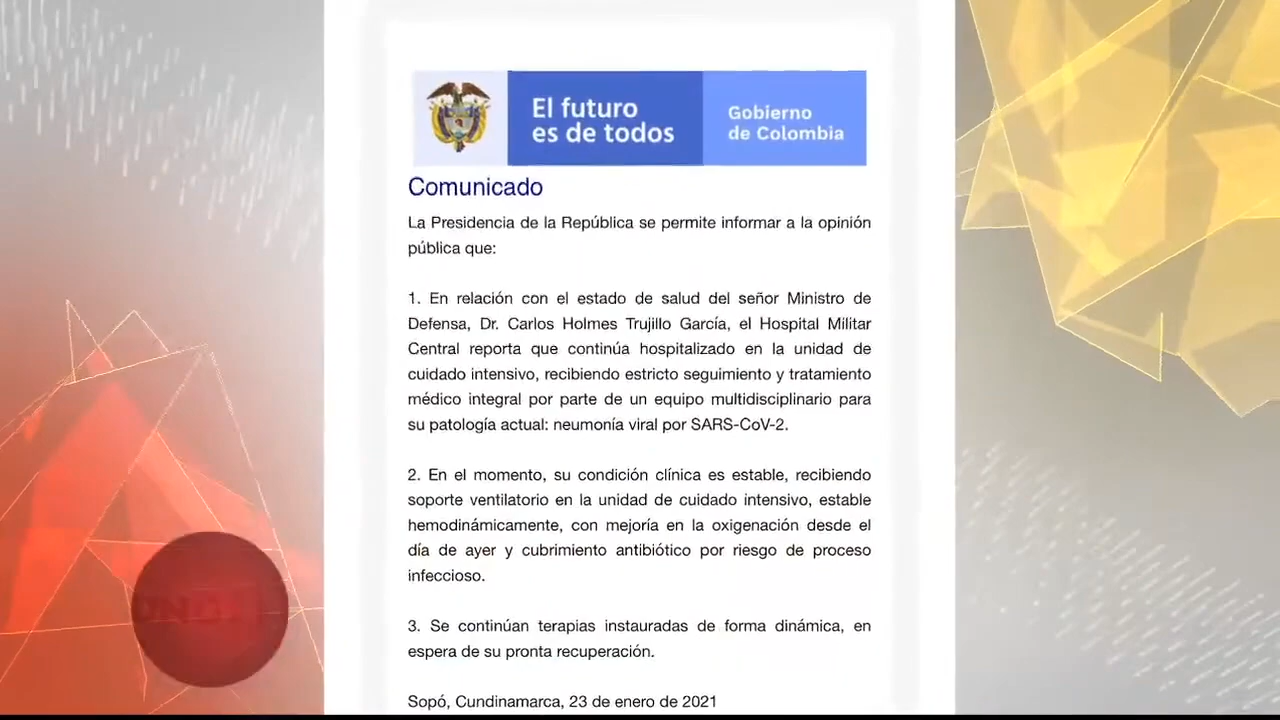 El futuro
es de todos
Gobierno
de Colombia
Comunicado
La Presidencia de la República se permite informar a la opinión
pública que:
1. En relación con el estado de salud del señor Ministro de
Defensa, Dr. Carlos Holmes Trujillo García, el Hospital Militar
Central reporta que continúa hospitalizado en la unidad de
cuidado intensivo, recibiendo estricto seguimiento y tratamiento
médico integral por parte de un equipo multidisciplinario para
su patología actual: neumonía viral por SARS-CoV-2.
2. En el momento, su condición clínica es estable, recibiendo
soporte ventilatorio en la unidad de cuidado intensivo, estable
hemodinámicamente, con mejoría en la oxigenación desde el
día de ayer y cubrimiento antibiótico por riesgo de proceso
infeccioso.
3. Se continúan terapias instauradas de forma dinámica, en
espera de su pronta recuperación.
Sopó, Cundinamarca, 23 de enero de 2021